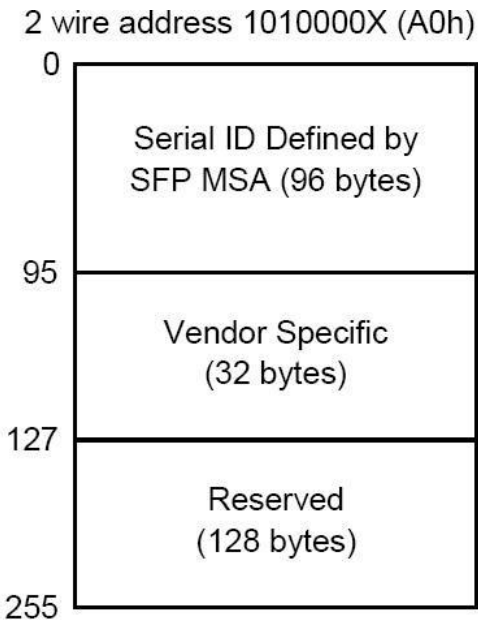 2 wire address 1010000X (A0h)
0
Serial ID Defined by
SFP MSA (96 bytes)
95
Vendor Specific
(32 bytes)
127
Reserved
(128 bytes)
255